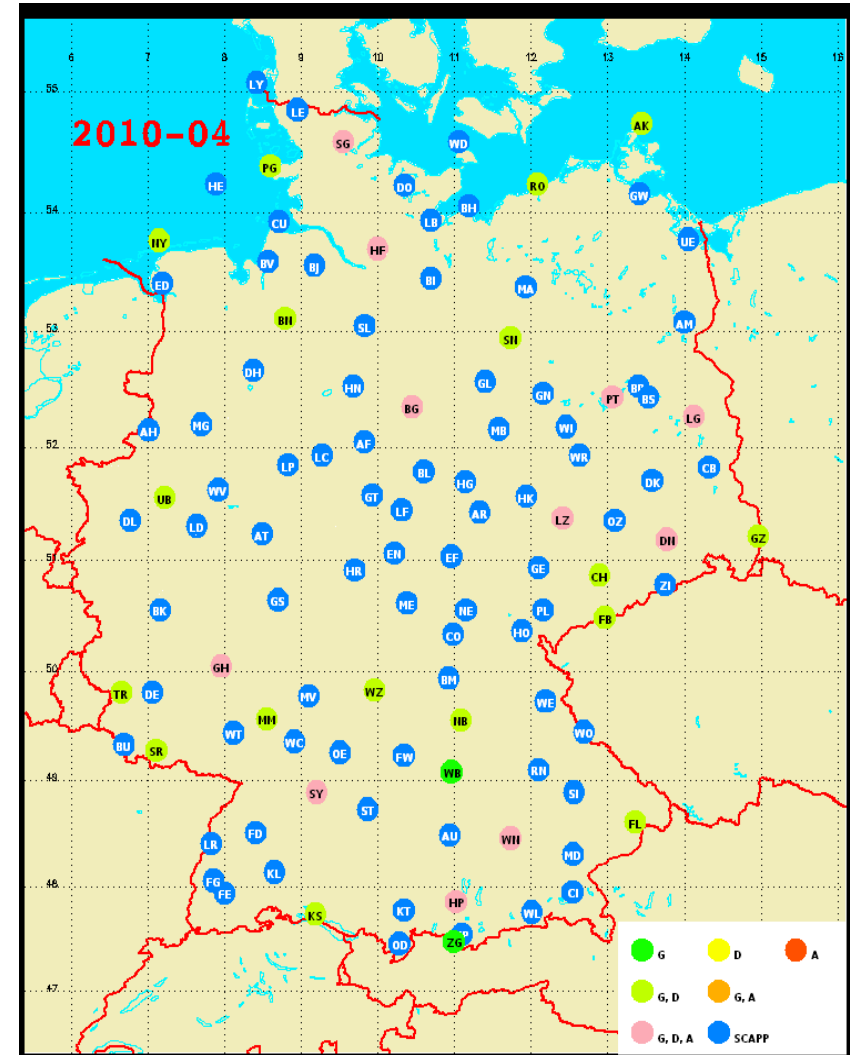 6 7 8 9 10 11 12 13 14 15 16
LY
55
LE
AK
2010-04
SG WD
PG
HE DO RO
GW
54 BH
CU LB
NY HF UE
BV BJ
ED BI
MA
BN AM
53 SL
SN
DH
HN GL GN BS
BG PT
LG
52 AH MG MB WI
AF
LP LC WR
BL CB
WV HG DK
UB GT HK
DL LD LF AR LZ OZ
AT DN GZ
51 EN EF
HR GE CH
ZI
BK GS ME NE PL FB
CO HO
50 GH
BM
TR DE MV WZ WE
MM NB
BU SR WT WC OE FW WO
49 WB RN
SY SI
ST
FD AU WN FL
LR MD
KL
48 FG FE CI
HP
KS KT WL
OD ZG
47
G D A
G, D G, A
G, D, A SCAPP